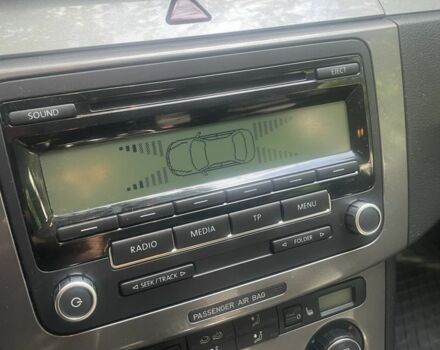 SOUND
EJECT
RADIO
MEDIA
TP
MENU
SEEK / TRACK
FOLDER
PASSENGER AIR BAG